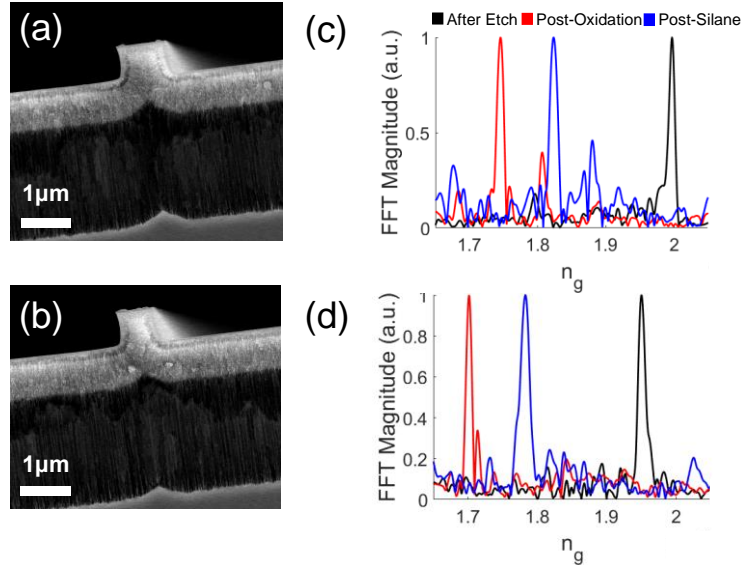 (a)
1μm
(b)
1μm
(c)
After Etch Post-Oxidation Post-Silane
FFT Magnitude (a.u.)
1
0.5
0
1.7 1.8 1.9 2
n_g
(d)
FFT Magnitude (a.u.)
1
0.8
0.6
0.4
0.2
0
1.7 1.8 1.9 2
n_g